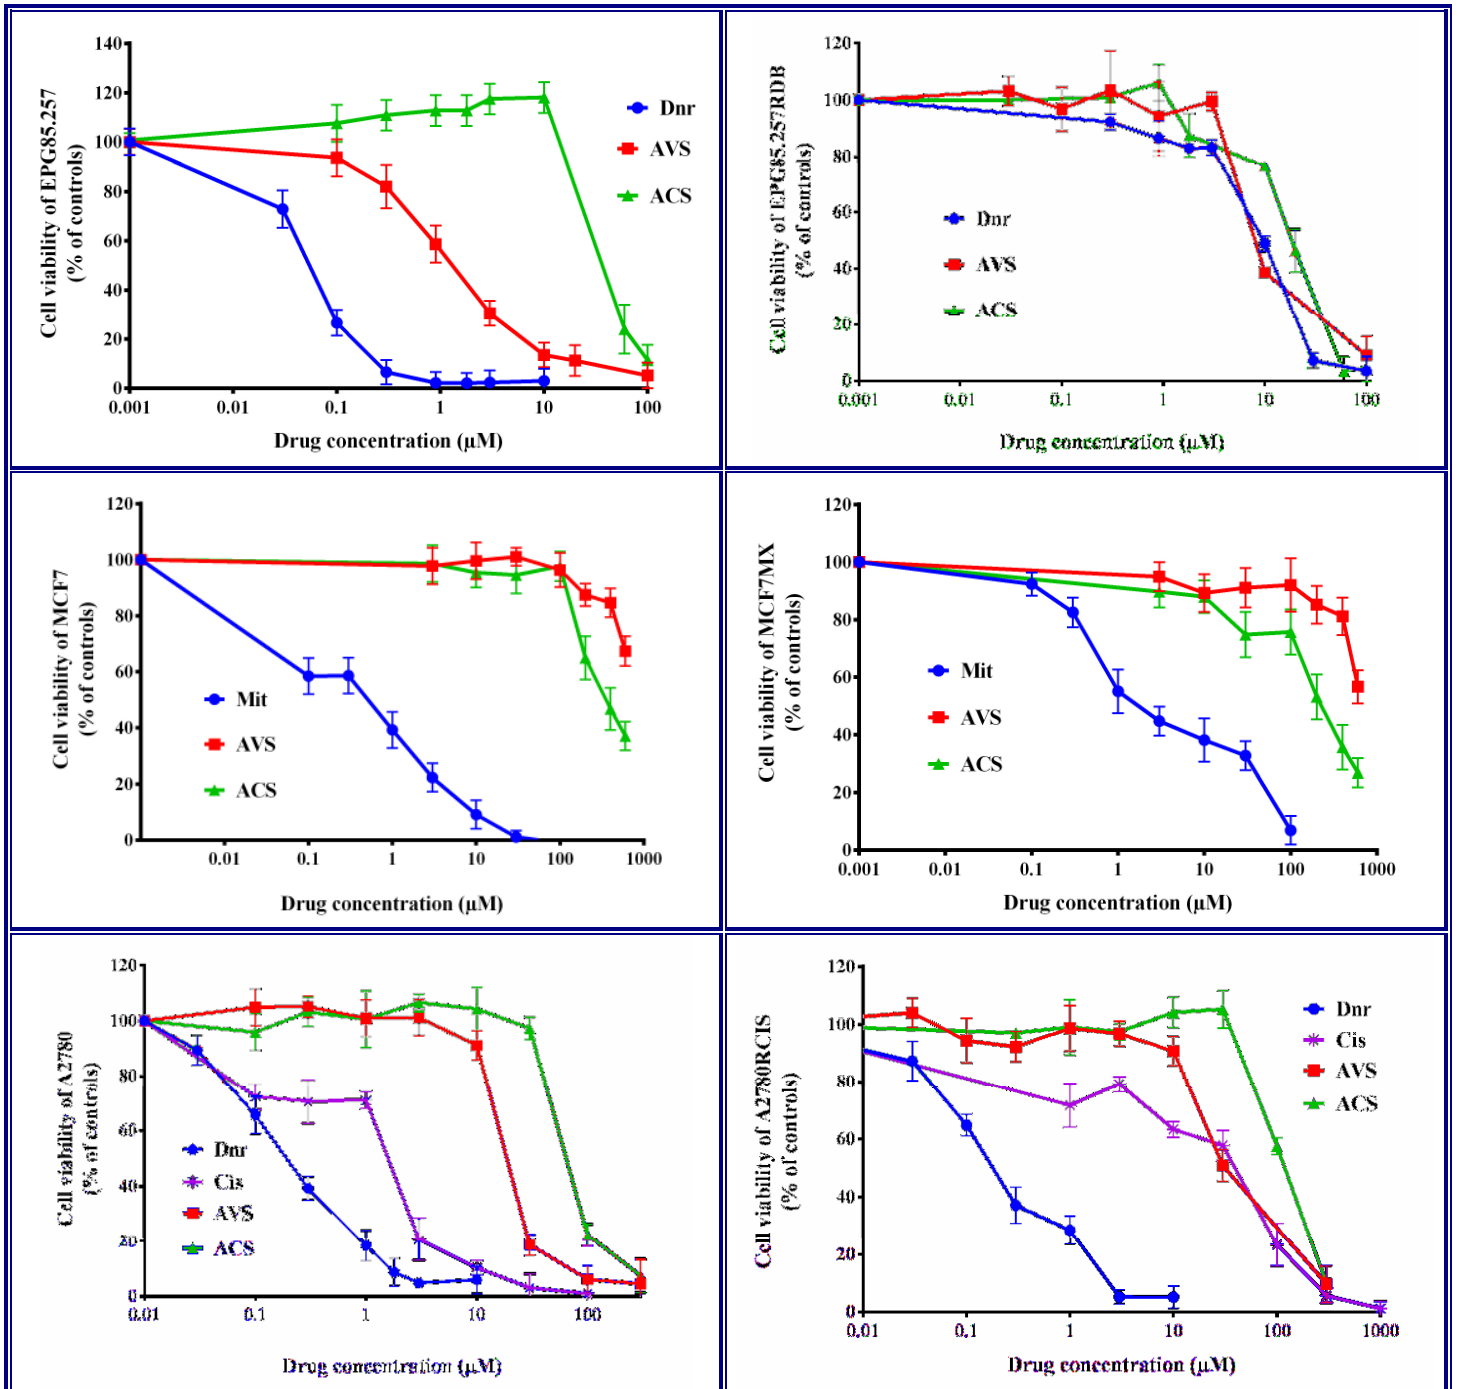 140
120
100
80
60
40
20
0
0.001 0.01 0.1 1 10 100
Cell viability of EPG85.257
(% of controls)
Drug concentration (µM)
Dnr
AVS
ACS
120
100
80
60
40
20
0
0.001 0.01 0.1 1 10 100
Cell viability of EPG85.257RDB
(% of controls)
Drug concentration (µM)
Dnr
AVS
ACS
120
100
80
60
40
20
0
0.01 0.1 1 10 100 1000
Cell viability of MCF7
(% of controls)
Drug concentration (µM)
Mit
AVS
ACS
120
100
80
60
40
20
0
0.001 0.01 0.1 1 10 100 1000
Cell viability of MCF7MX
(% of controls)
Drug concentration (µM)
Mit
AVS
ACS
120
100
80
60
40
20
0
0.01 0.1 1 10 100
Cell viability of A2780
(% of controls)
Drug concentration (µM)
Dnr
Cis
AVS
ACS
120
100
80
60
40
20
0
0.01 0.1 1 10 100 1000
Cell viability of A2780RCIS
(% of controls)
Drug concentration (µM)
Dnr
Cis
AVS
ACS